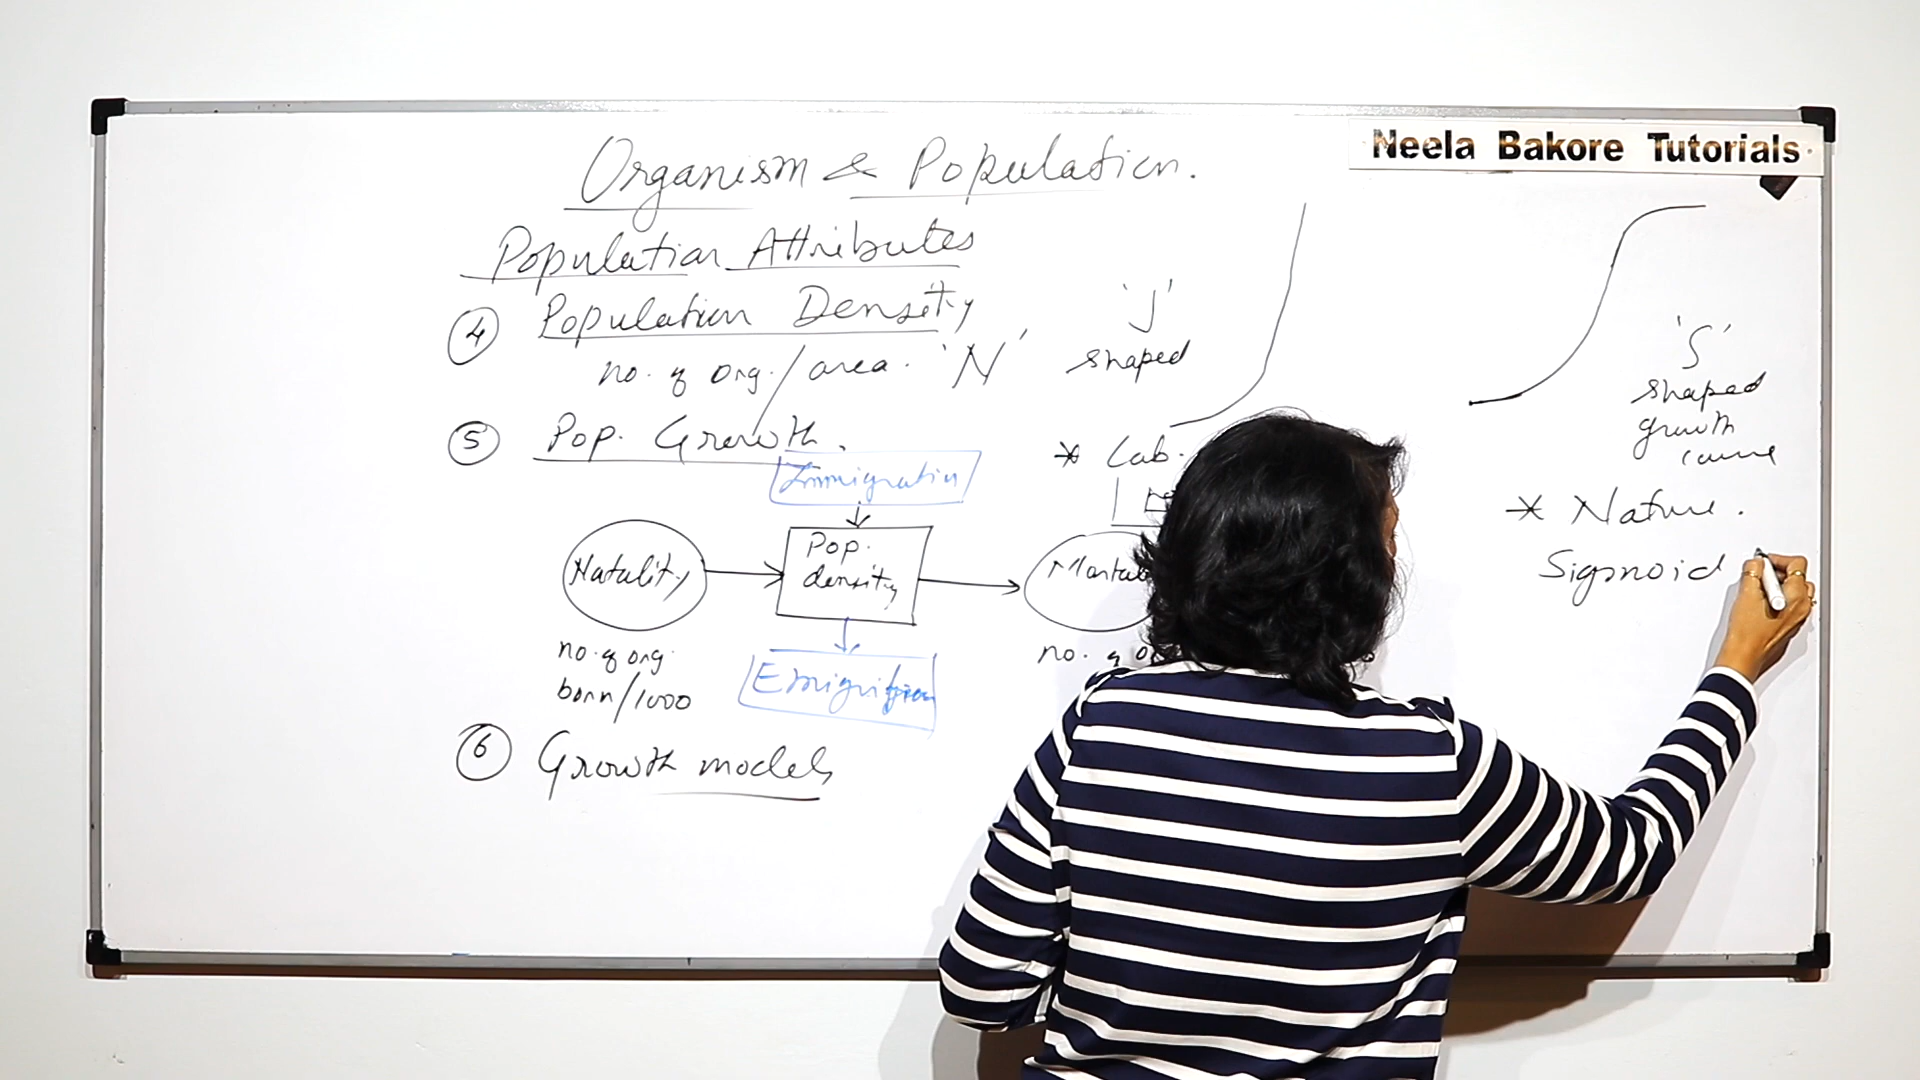 Neela Bakore Tutorials
Organism & Population.
Population Attributes
4 Population Density
no. of org./area. 'N'
5 Pop. Growth.
Immigration
Natality
Pop. density
no. of org.
born/1000
Emigration
6 Growth models
'J'
shaped
* Lab.
no.
'S'
shaped
growth
curve
* Nature.
Sigmoid